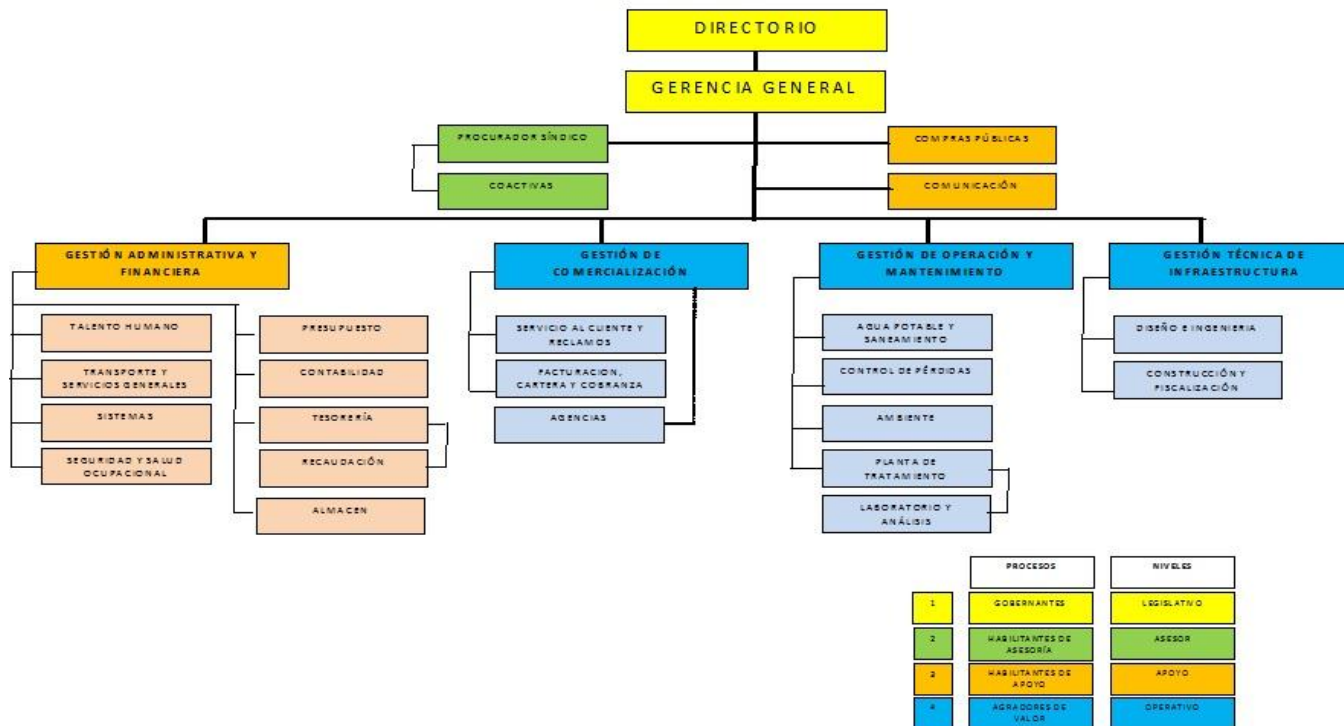 DIRECTORIO
GERENCIA GENERAL
PROCURADOR SÍNDICO
COMPRAS PÚBLICAS
COACTIVAS
COMUNICACIÓN
GESTIÓN ADMINISTRATIVA Y
FINANCIERA
GESTIÓN DE
COMERCIALIZACIÓN
GESTIÓN DE OPERACIÓN Y
MANTENIMIENTO
GESTIÓN TÉCNICA DE
INFRAESTRUCTURA
TALENTO HUMANO
TRANSPORTE Y
SERVICIOS GENERALES
SISTEMAS
SEGURIDAD Y SALUD
OCUPACIONAL
PRESUPUESTO
CONTABILIDAD
TESORERÍA
RECAUDACIÓN
ALMACEN
SERVICIO AL CLIENTE Y
RECLAMOS
FACTURACION,
CARTERA Y COBRANZA
AGENCIAS
AGUA POTABLE Y
SANEAMIENTO
CONTROL DE PÉRDIDAS
AMBIENTE
PLANTA DE
TRATAMIENTO
LABORATORIO Y
ANÁLISIS
DISEÑO E INGENIERIA
CONSTRUCCIÓN Y
FISCALIZACIÓN
PROCESOS NIVELES
1 GOBERNANTES LEGISLATIVO
2 HABILITANTES DE
ASESORÍA ASESOR
3 HABILITANTES DE
APOYO APOYO
4 AGRADORES DE
VALOR OPERATIVO